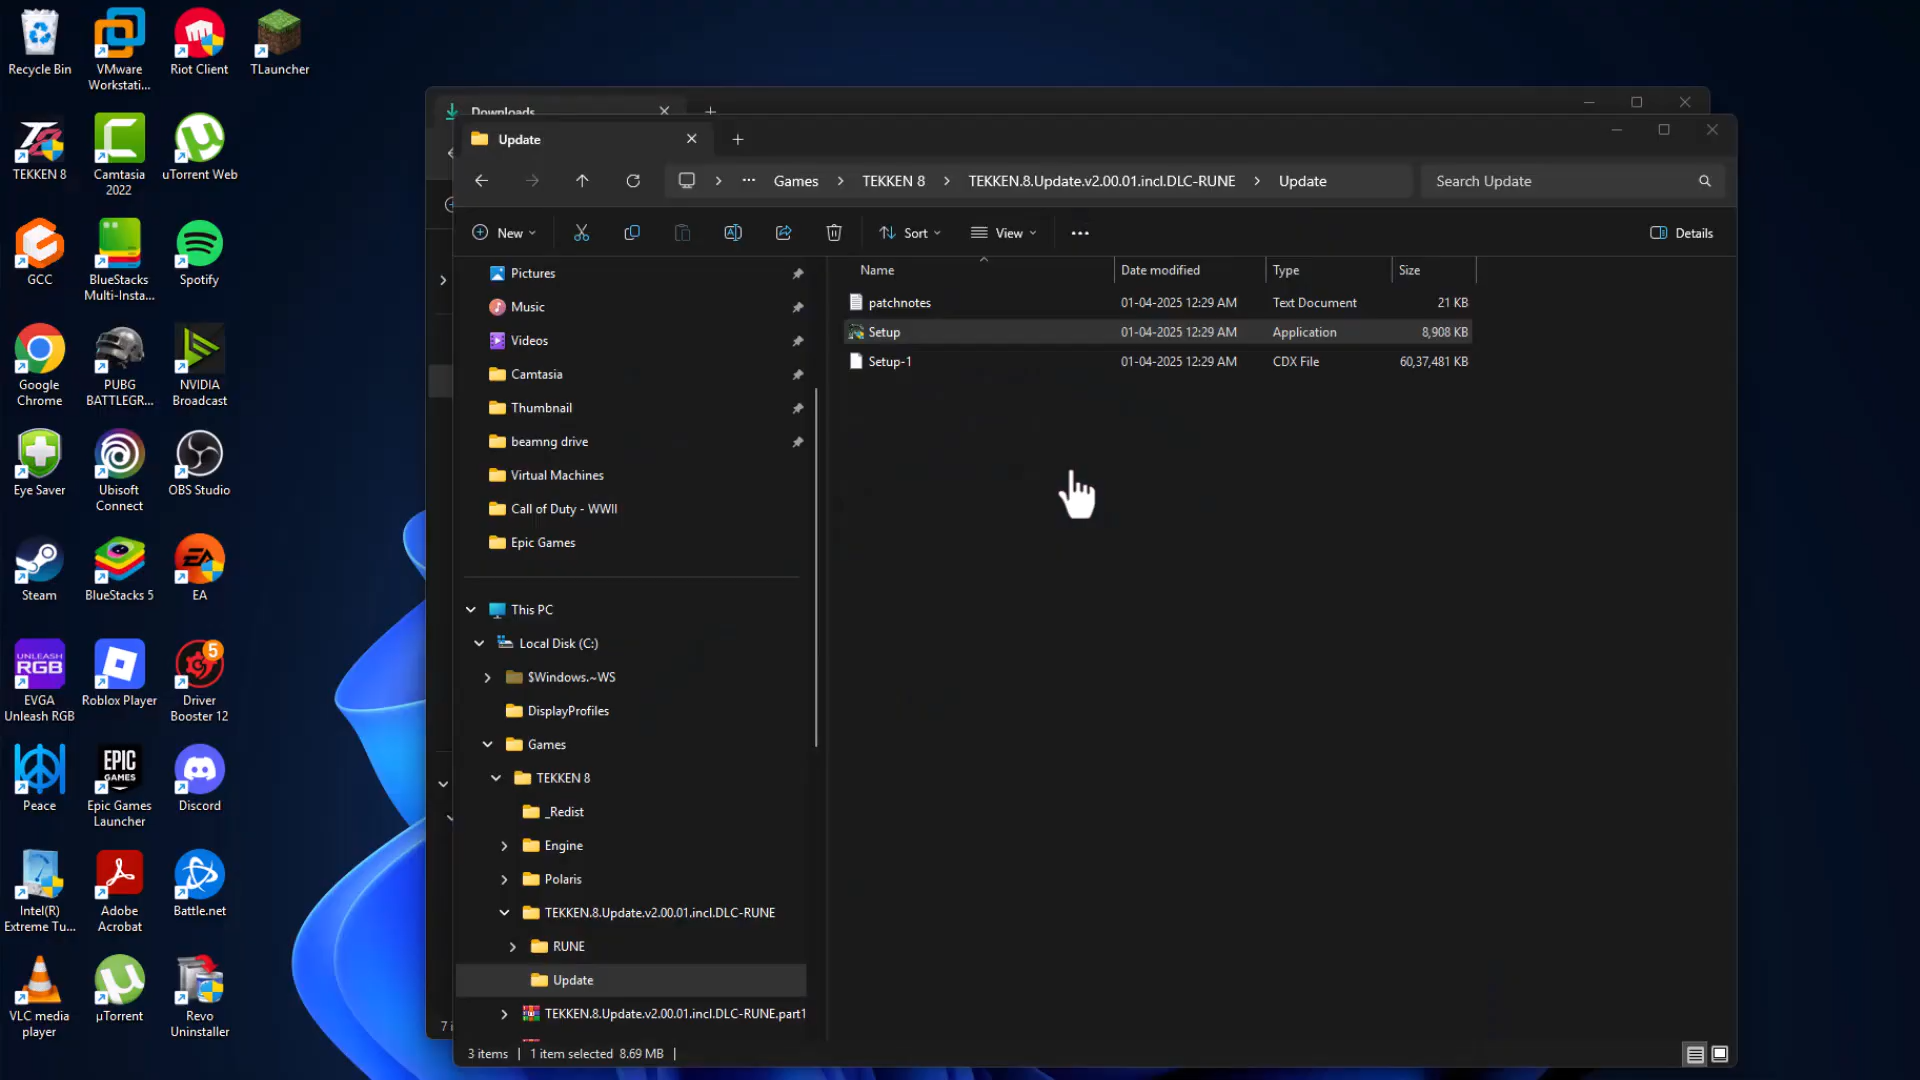 Recycle Bin
VMware
Workstati...
Riot Client
TLauncher
TEKKEN 8
Camtasia
2022
uTorrent Web
GCC
BlueStacks
Multi-Insta...
Spotify
Google
Chrome
PUBG
BATTLEGR...
NVIDIA
Broadcast
Eye Saver
Ubisoft
Connect
OBS Studio
Steam
BlueStacks 5
EA
UNLEASH
RGB
EVGA
Unleash RGB
Roblox Player
5
Driver
Booster 12
Peace
EPIC
GAMES
Epic Games
Launcher
Discord
Intel(R)
Extreme Tu...
Adobe
Acrobat
Battle.net
VLC media
player
µTorrent
Revo
Uninstaller
Downloads
Update
Games
TEKKEN 8
TEKKEN.8.Update.v2.00.01.incl.DLC-RUNE
Update
Search Update
New
Sort
View
Details
Pictures
Music
Videos
Camtasia
Thumbnail
beamng drive
Virtual Machines
Call of Duty - WWII
Epic Games
This PC
Local Disk (C:)
$Windows.~WS
DisplayProfiles
Games
TEKKEN 8
_Redist
Engine
Polaris
TEKKEN.8.Update.v2.00.01.incl.DLC-RUNE
RUNE
Update
TEKKEN.8.Update.v2.00.01.incl.DLC-RUNE.part1
Name Date modified Type Size
patchnotes 01-04-2025 12:29 AM Text Document 21 KB
Setup 01-04-2025 12:29 AM Application 8,908 KB
Setup-1 01-04-2025 12:29 AM CDX File 60,37,481 KB
7 i
3 items 1 item selected 8.69 MB